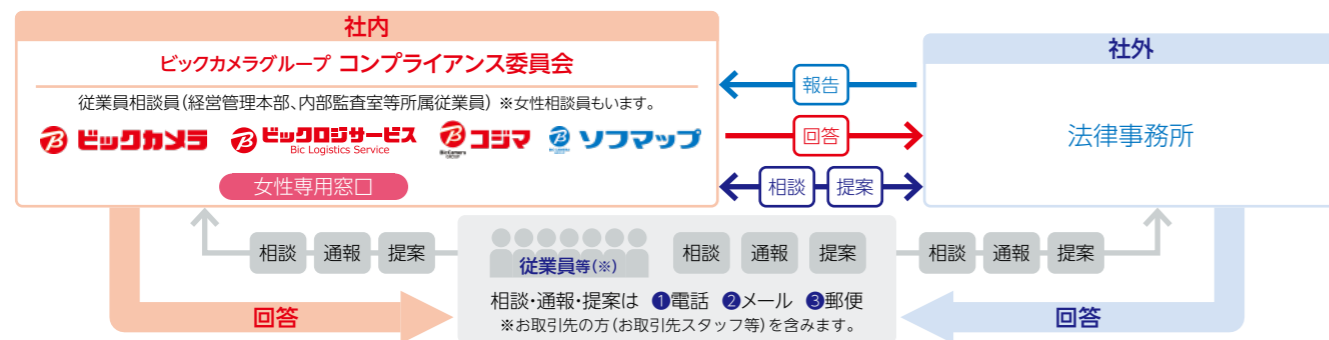 社内
ビックカメラグループ コンプライアンス委員会
従業員相談員(経営管理本部、内部監査室等所属従業員) ※女性相談員もいます。
ビックカメラ ビックロジサービス コジマ ソフマップ
Bic Logistics Service
女性専用窓口
報告
回答
相談 提案
社外
法律事務所
相談 通報 提案
従業員等(※) 相談 通報 提案
相談 通報 提案
相談・通報・提案は ❶電話 ❷メール ❸郵便
※お取引先の方(お取引先スタッフ等)を含みます。
回答
回答